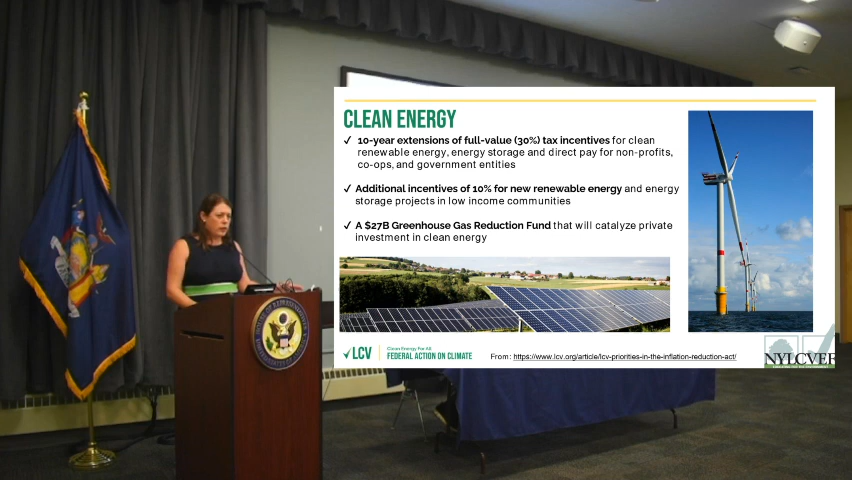 CLEAN ENERGY
✓ 10-year extensions of full-value (30%) tax incentives for clean
renewable energy, energy storage and direct pay for non-profits,
co-ops, and government entities
✓ Additional incentives of 10% for new renewable energy and energy
storage projects in low income communities
✓ A $27B Greenhouse Gas Reduction Fund that will catalyze private
investment in clean energy
LCV
Clean Energy For All
FEDERAL ACTION ON CLIMATE
From: https://www.lcv.org/article/lcv-priorities-in-the-inflation-reduction-act/
NYLCVEF